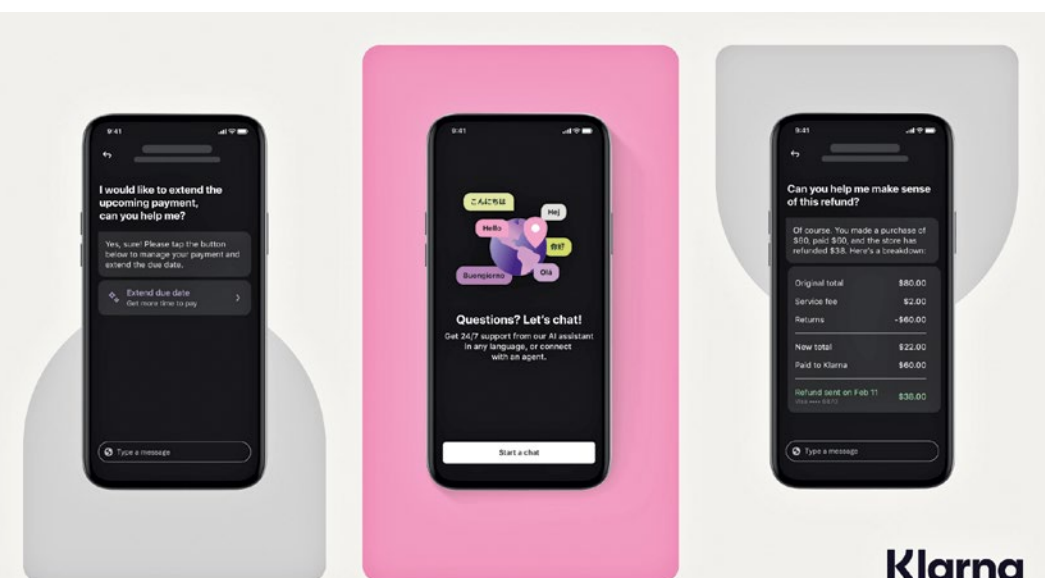 9:41
I would like to extend the
upcoming payment,
can you help me?
Yes, sure! Please tap the button
below to manage your payment and
extend the due date.
Extend due date
Get more time to pay
Type a message
9:41
こんにちは
Hej
Hello
你好
Buongiorno
Olá
Questions? Let's chat!
Get 24/7 support from our AI assistant
in any language, or connect
with an agent.
Start a chat
9:41
Can you help me make sense
of this refund?
Of course. You made a purchase of
$80, paid $60, and the store has
refunded $38. Here's a breakdown:
Original total $80.00
Service fee $2.00
Returns -$60.00
New total $22.00
Paid to Klarna $60.00
Refund sent on Feb 11 $38.00
Type a message
Klarna